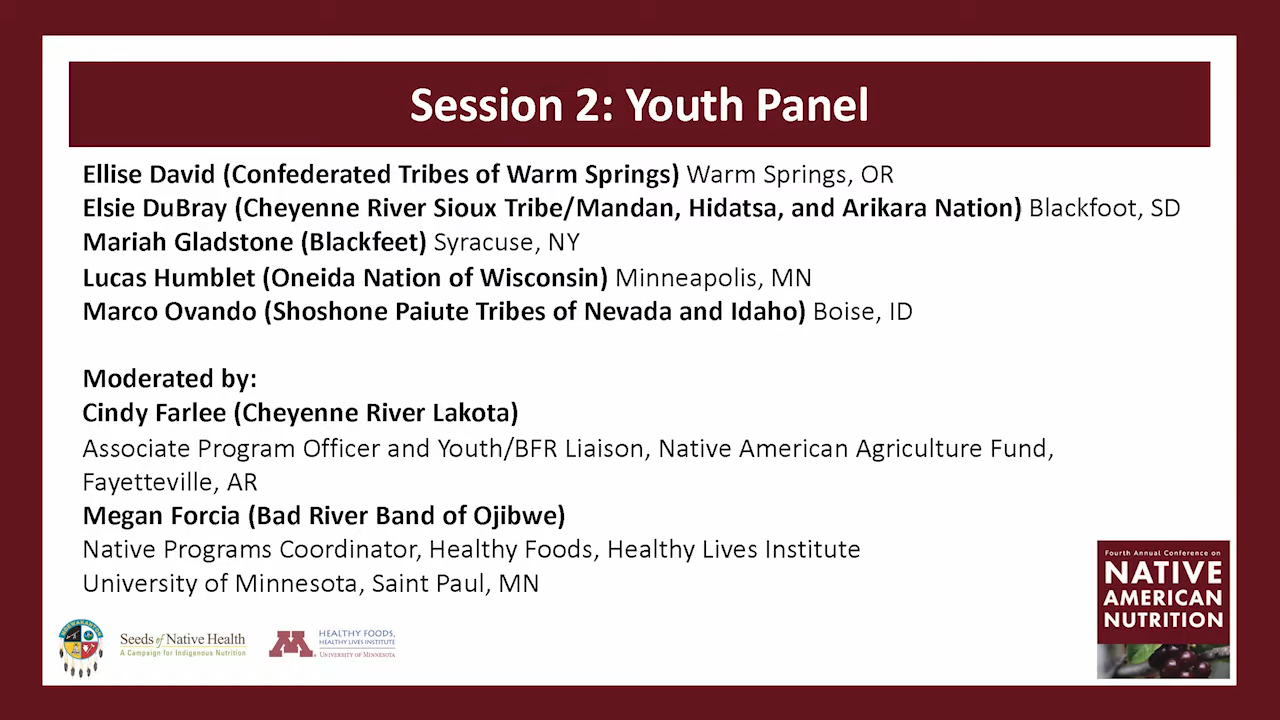 Session 2: Youth Panel
Ellise David (Confederated Tribes of Warm Springs) Warm Springs, OR
Elsie DuBray (Cheyenne River Sioux Tribe/Mandan, Hidatsa, and Arikara Nation) Blackfoot, SD
Mariah Gladstone (Blackfeet) Syracuse, NY
Lucas Humblet (Oneida Nation of Wisconsin) Minneapolis, MN
Marco Ovando (Shoshone Paiute Tribes of Nevada and Idaho) Boise, ID
Moderated by:
Cindy Farlee (Cheyenne River Lakota)
Associate Program Officer and Youth/BFR Liaison, Native American Agriculture Fund,
Fayetteville, AR
Megan Forcia (Bad River Band of Ojibwe)
Native Programs Coordinator, Healthy Foods, Healthy Lives Institute
University of Minnesota, Saint Paul, MN
Seeds of Native Health
A Campaign for Indigenous Nutrition
HEALTHY FOODS,
HEALTHY LIVES INSTITUTE
UNIVERSITY OF MINNESOTA
Fourth Annual Conference on
NATIVE
AMERICAN
NUTRITION